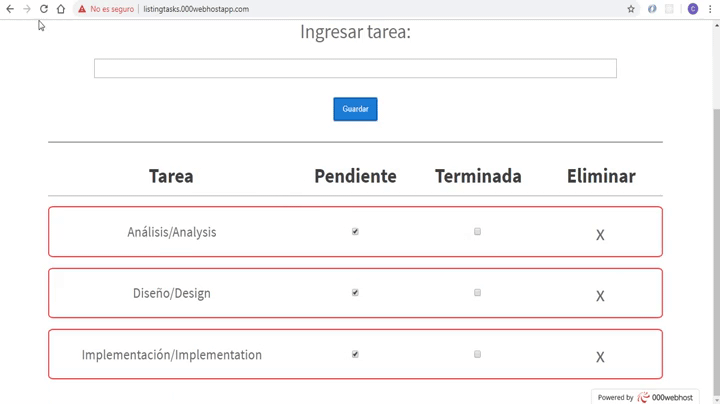 No es seguro listingtasks.000webhostapp.com
C
Ingresar tarea:
Guardar
Tarea Pendiente Terminada Eliminar
Análisis/Analysis X
Diseño/Design X
Implementación/Implementation X
Powered by 000webhost